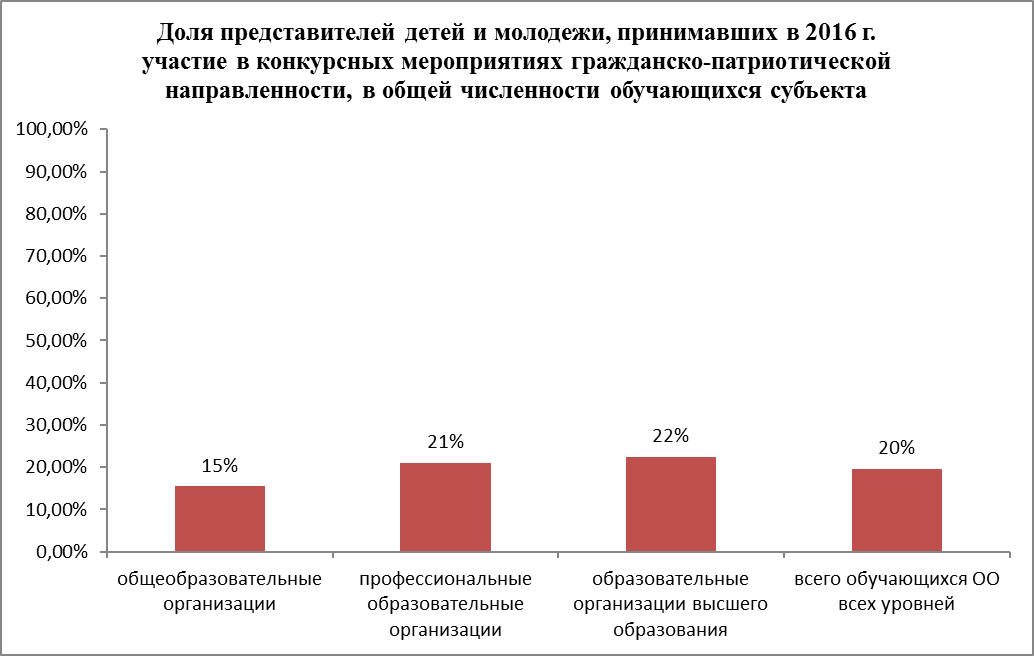 Доля представителей детей и молодежи, принимавших в 2016 г.
участие в конкурсных мероприятиях гражданско-патриотической
направленности, в общей численности обучающихся субъекта
100,00%
90,00%
80,00%
70,00%
60,00%
50,00%
40,00%
30,00%
20,00%
10,00%
0,00%
15%
21%
22%
20%
общеобразовательные
организации
профессиональные
образовательные
организации
образовательные
организации высшего
образования
всего обучающихся ОО
всех уровней